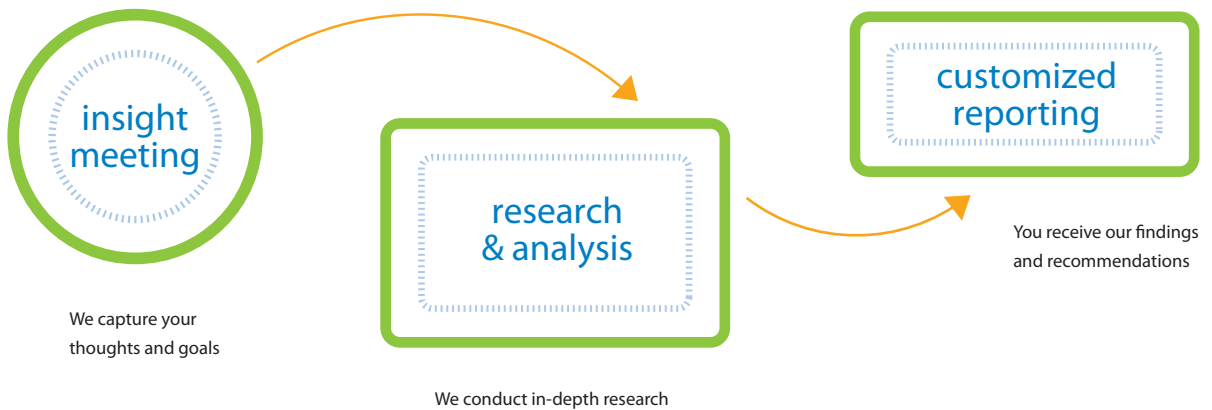 insight
meeting
We capture your
thoughts and goals
research
& analysis
We conduct in-depth research
customized
reporting
You receive our findings
and recommendations